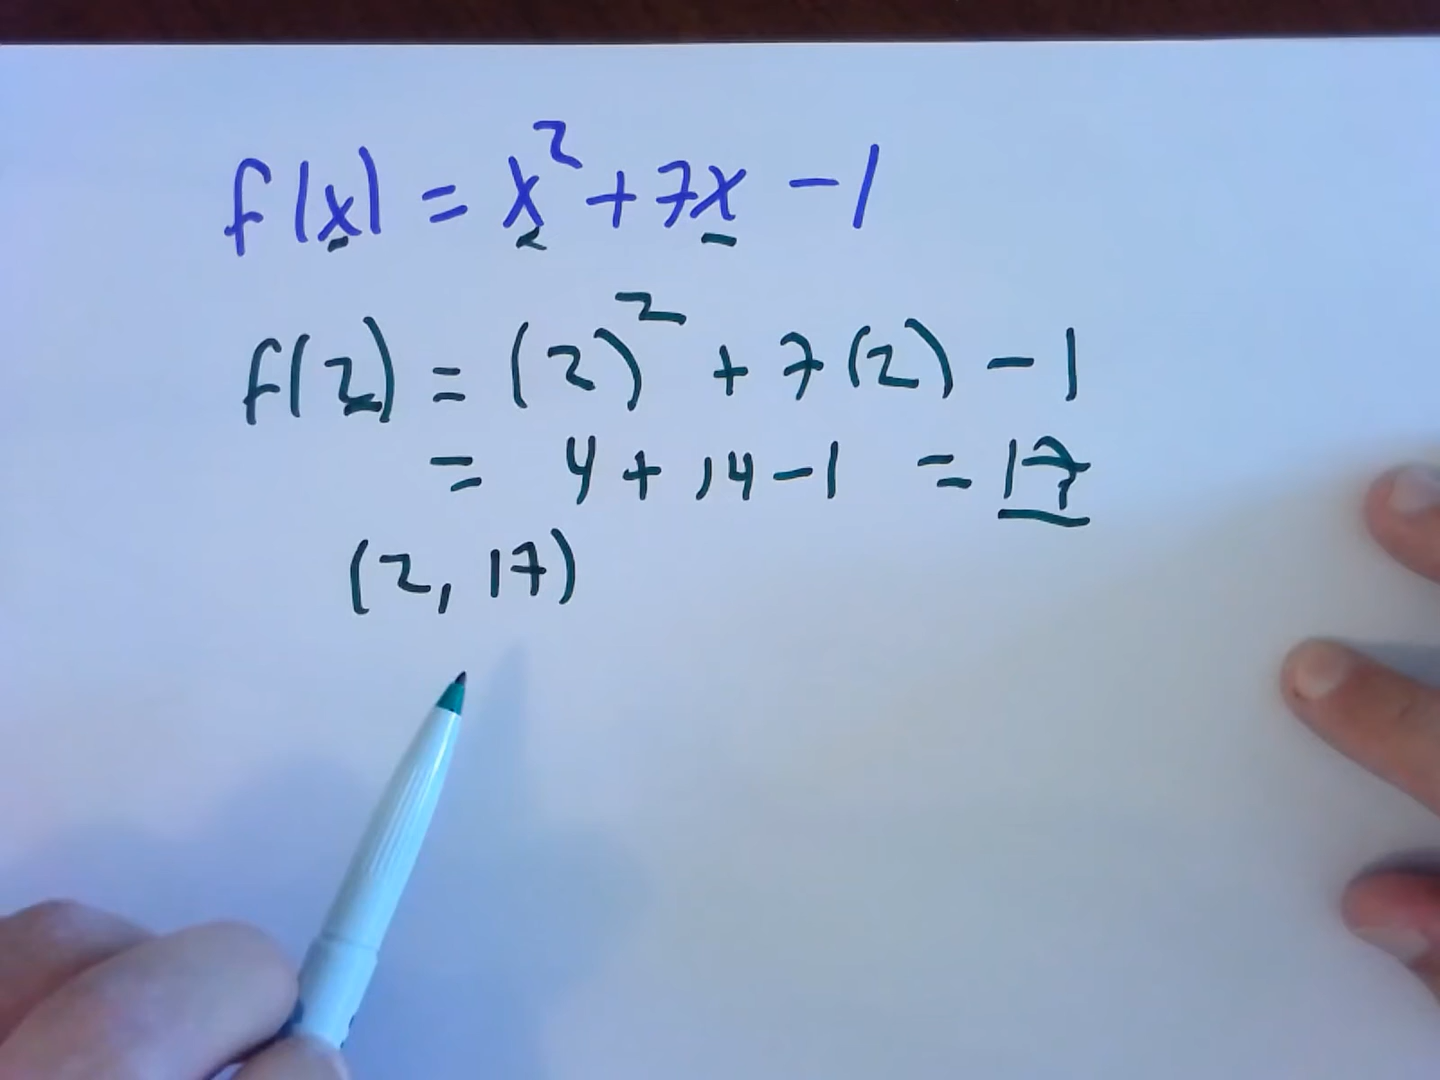 f(x) = x² + 7x - 1
f(2) = (2)² + 7(2) - 1
= 4 + 14 - 1 = 17
(2, 17)